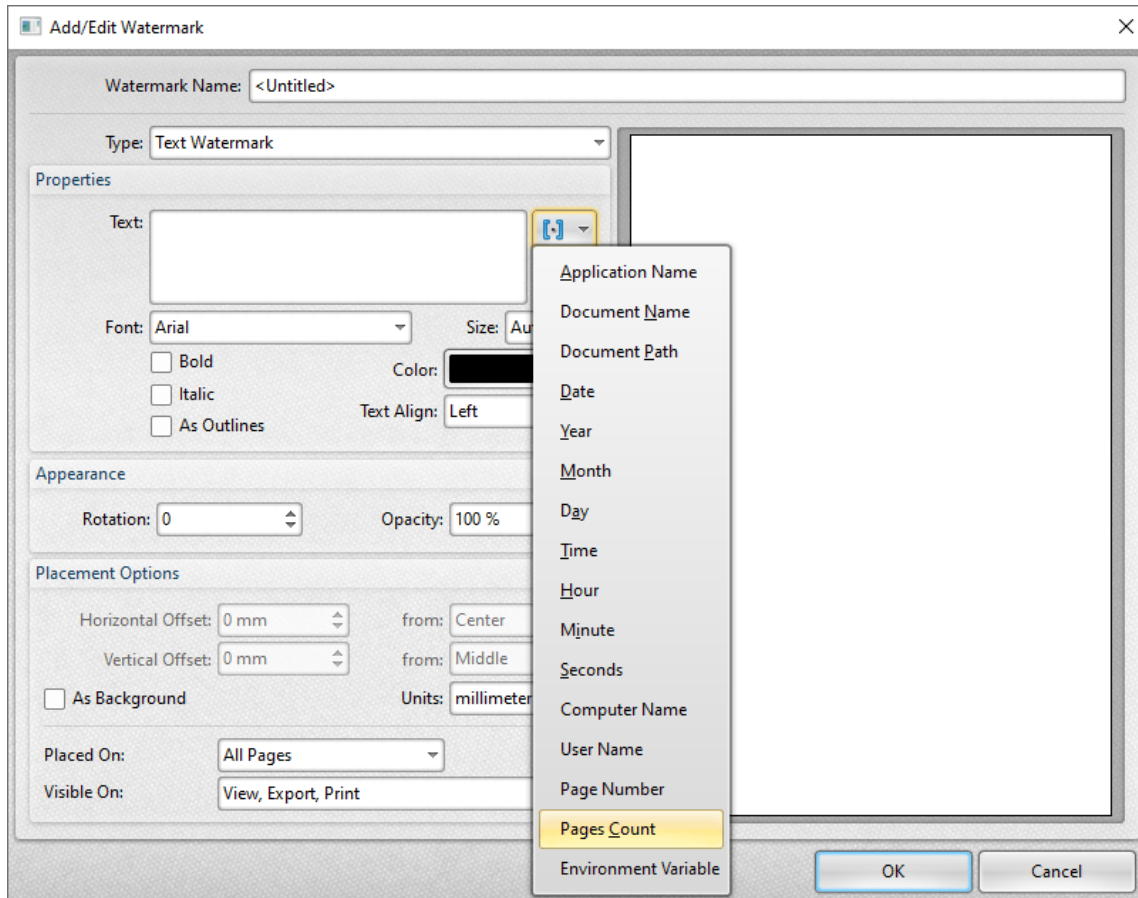 Add/Edit Watermark
Watermark Name: <Untitled>
Type: Text Watermark
Properties
Text:
Font: Arial
Size: Au
Bold
Italic
As Outlines
Color:
Text Align: Left
Appearance
Rotation: 0
Opacity: 100 %
Placement Options
Horizontal Offset: 0 mm
from: Center
Vertical Offset: 0 mm
from: Middle
As Background
Units: millimeter
Placed On: All Pages
Visible On: View, Export, Print
Application Name
Document Name
Document Path
Date
Year
Month
Day
Time
Hour
Minute
Seconds
Computer Name
User Name
Page Number
Pages Count
Environment Variable
OK
Cancel